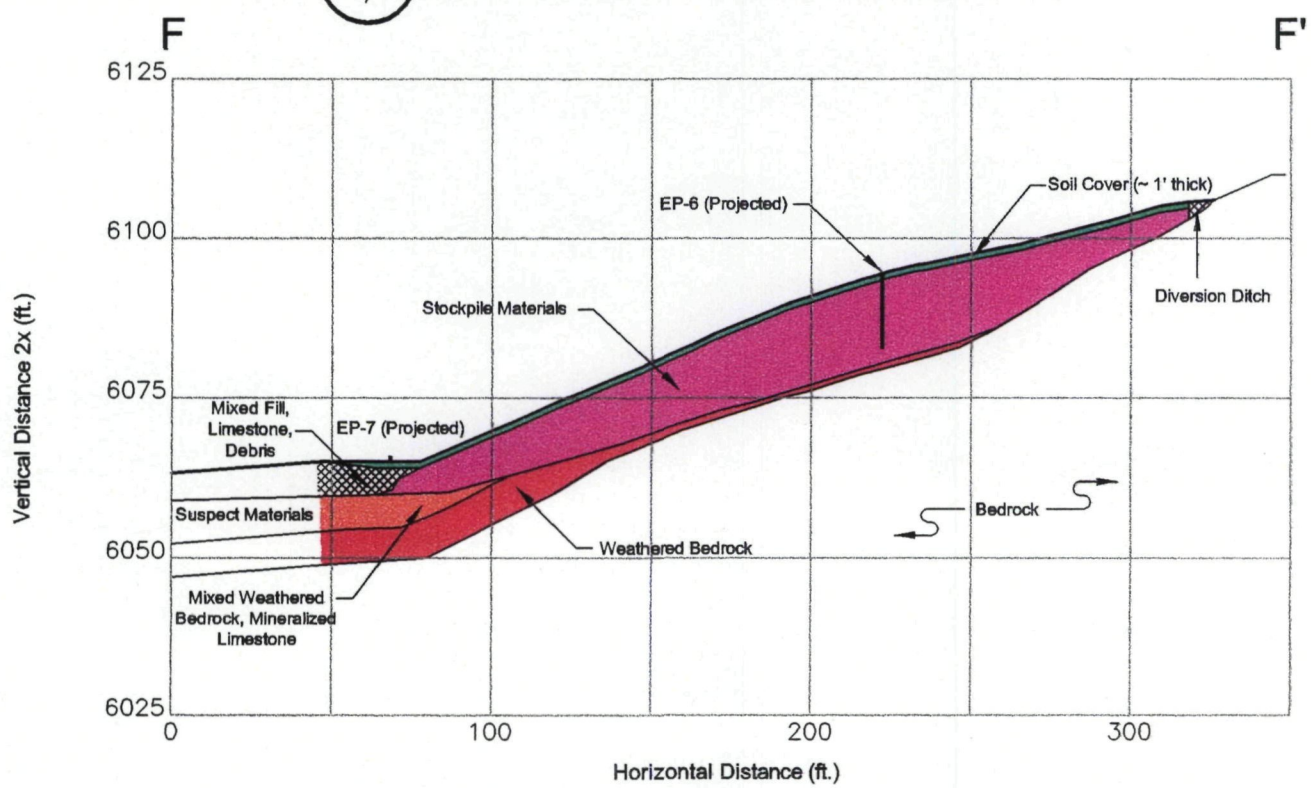 F
F'
6125
6100
6075
6050
6025
Vertical Distance 2x (ft.)
Soil Cover (~ 1' thick)
EP-6 (Projected)
Diversion Ditch
Stockpile Materials
Mixed Fill,
Limestone,
Debris
EP-7 (Projected)
Suspect Materials
Bedrock
Weathered Bedrock
Mixed Weathered
Bedrock, Mineralized
Limestone
0
100
200
300
Horizontal Distance (ft.)